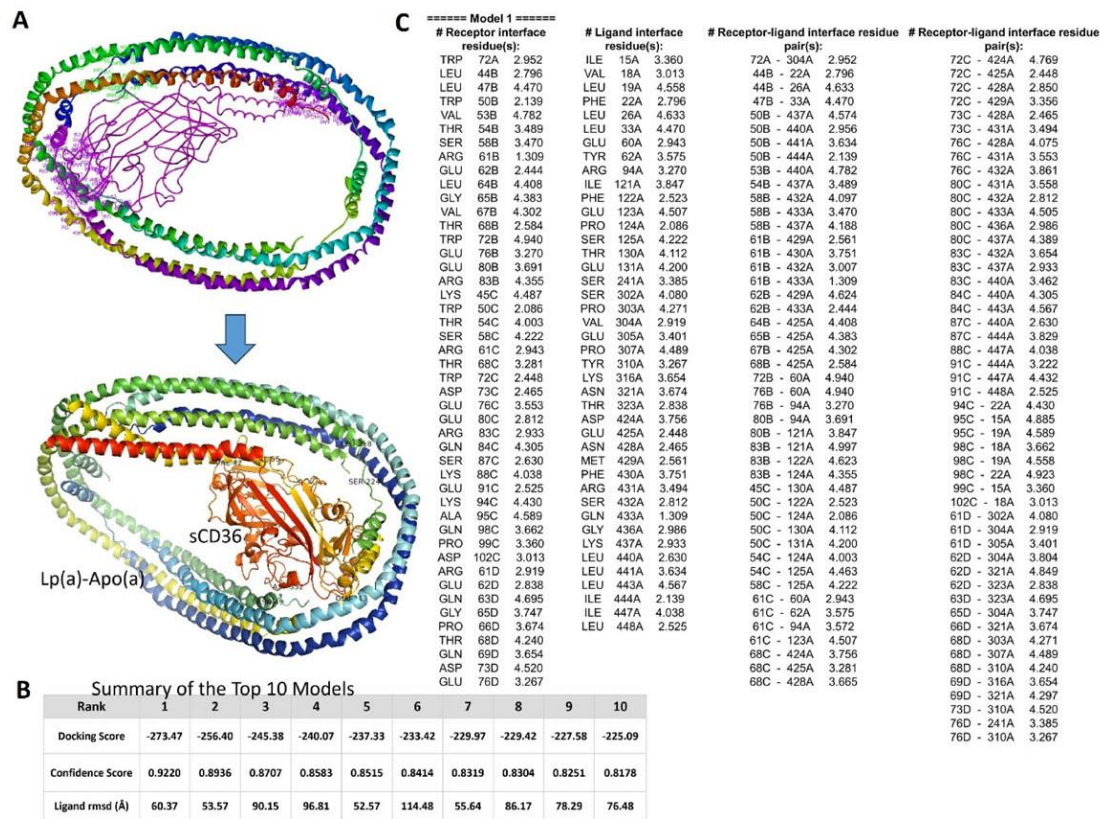 A
SER 224
sCD36
Lp(a)-Apo(a)
B
Summary of the Top 10 Models
Rank 1 2 3 4 5 6 7 8 9 10
Docking Score -273.47 -256.40 -245.38 -240.07 -237.33 -233.42 -229.97 -229.42 -227.58 -225.09
Confidence Score 0.9220 0.8936 0.8707 0.8583 0.8515 0.8414 0.8319 0.8304 0.8251 0.8178
Ligand rmsd (Å) 60.37 53.57 90.15 96.81 52.57 114.48 55.64 86.17 78.29 76.48
C
====== Model 1 ======
# Receptor interface
residue(s):
TRP 72A 2.952
LEU 44B 2.796
LEU 47B 4.470
TRP 50B 2.139
VAL 53B 4.782
THR 54B 3.489
SER 58B 3.470
ARG 61B 1.309
GLU 62B 2.444
LEU 64B 4.408
GLY 65B 4.383
VAL 67B 4.302
THR 68B 2.584
TRP 72B 4.940
GLU 76B 3.270
GLU 80B 3.691
ARG 83B 4.355
LYS 45C 4.487
TRP 50C 2.086
THR 54C 4.003
SER 58C 4.222
ARG 61C 2.943
THR 68C 3.281
TRP 72C 2.448
ASP 73C 2.465
GLU 76C 3.553
GLU 80C 2.812
ARG 83C 2.933
GLN 84C 4.305
SER 87C 2.630
LYS 88C 4.038
GLU 91C 2.525
LYS 94C 4.430
ALA 95C 4.589
GLN 98C 3.662
PRO 99C 3.360
ASP 102C 3.013
ARG 61D 2.919
GLU 62D 2.838
GLN 63D 4.695
GLY 65D 3.747
PRO 66D 3.674
THR 68D 4.240
GLN 69D 3.654
ASP 73D 4.520
GLU 76D 3.267
# Ligand interface
residue(s):
ILE 15A 3.360
VAL 18A 3.013
LEU 19A 4.558
PHE 22A 2.796
LEU 26A 4.633
LEU 33A 4.470
GLU 60A 2.943
TYR 62A 3.575
ARG 94A 3.270
ILE 121A 3.847
PHE 122A 2.523
GLU 123A 4.507
PRO 124A 2.086
SER 125A 4.222
THR 130A 4.112
GLU 131A 4.200
SER 241A 3.385
SER 302A 4.080
PRO 303A 4.271
VAL 304A 2.919
GLU 305A 3.401
PRO 307A 4.489
TYR 310A 3.267
LYS 316A 3.654
ASN 321A 3.674
THR 323A 2.838
ASP 424A 3.756
GLU 425A 2.448
ASN 428A 2.465
MET 429A 2.561
PHE 430A 3.751
ARG 431A 3.494
SER 432A 2.812
GLN 433A 1.309
GLY 436A 2.986
LYS 437A 2.933
LEU 440A 2.630
LEU 441A 3.634
LEU 443A 4.567
ILE 444A 2.139
ILE 447A 4.038
LEU 448A 2.525
# Receptor-ligand interface residue
pair(s):
72A - 304A 2.952
44B - 22A 2.796
44B - 26A 4.633
47B - 33A 4.470
50B - 437A 4.574
50B - 440A 2.956
50B - 441A 3.634
50B - 444A 2.139
53B - 440A 4.782
54B - 437A 3.489
58B - 432A 4.097
58B - 433A 3.470
58B - 437A 4.188
61B - 429A 2.561
61B - 430A 3.751
61B - 432A 3.007
61B - 433A 1.309
62B - 429A 4.624
62B - 433A 2.444
64B - 425A 4.408
65B - 425A 4.383
67B - 425A 4.302
68B - 425A 2.584
72B - 60A 4.940
76B - 60A 4.940
76B - 94A 3.270
80B - 94A 3.691
80B - 121A 3.847
83B - 121A 4.997
83B - 122A 4.623
83B - 124A 4.355
45C - 130A 4.487
50C - 122A 2.523
50C - 124A 2.086
50C - 130A 4.112
50C - 131A 4.200
54C - 124A 4.003
54C - 125A 4.463
58C - 125A 4.222
61C - 60A 2.943
61C - 62A 3.575
61C - 94A 3.572
61C - 123A 4.507
68C - 424A 3.756
68C - 425A 3.281
68C - 428A 3.665
# Receptor-ligand interface residue
pair(s):
72C - 424A 4.769
72C - 425A 2.448
72C - 428A 2.850
72C - 429A 3.356
73C - 428A 2.465
73C - 431A 3.494
76C - 428A 4.075
76C - 431A 3.553
76C - 432A 3.861
80C - 431A 3.558
80C - 432A 2.812
80C - 433A 4.505
80C - 436A 2.986
80C - 437A 4.389
83C - 432A 3.654
83C - 437A 2.933
83C - 440A 3.462
84C - 440A 4.305
84C - 443A 4.567
87C - 440A 2.630
87C - 444A 3.829
88C - 447A 4.038
91C - 444A 3.222
91C - 447A 4.432
91C - 448A 2.525
94C - 22A 4.430
95C - 15A 4.885
95C - 19A 4.589
98C - 18A 3.662
98C - 19A 4.558
98C - 22A 4.923
99C - 15A 3.360
102C - 18A 3.013
61D - 302A 4.080
61D - 304A 2.919
61D - 305A 3.401
62D - 304A 3.804
62D - 321A 4.849
62D - 323A 2.838
63D - 323A 4.695
65D - 304A 3.747
66D - 321A 3.674
68D - 303A 4.271
68D - 307A 4.489
68D - 310A 4.240
69D - 316A 3.654
69D - 321A 4.297
73D - 310A 4.520
76D - 241A 3.385
76D - 310A 3.267